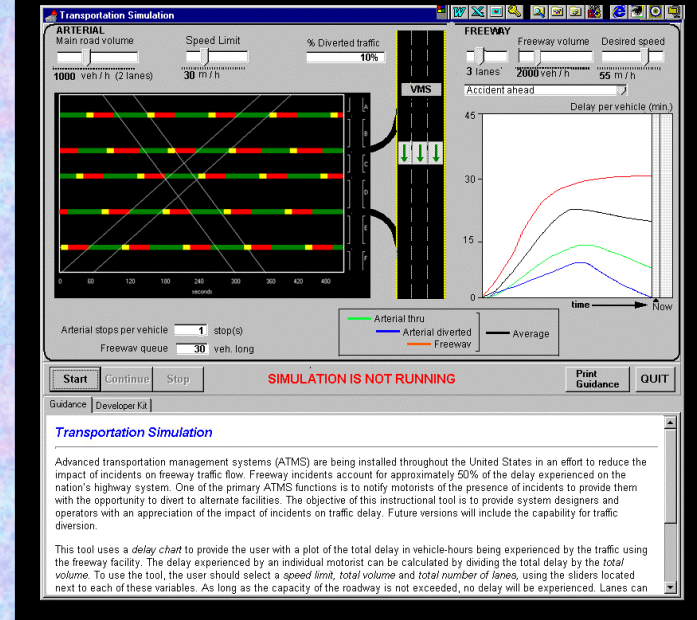 Transportation Simulation
ARTERIAL
Main road volume
Speed Limit
% Diverted traffic
10%
1000 veh / h (2 lanes)
30 m / h
FREEWAY
Freeway volume
Desired speed
3 lanes'
2000 veh / h
55 m / h
Accident ahead
VMS
Delay per vehicle (min.)
45
30
15
0
time
Now
A
B
C
D
E
F
0 60 120 180 240 300 360 420 480
seconds
Arterial stops per vehicle 1 stop(s)
Freeway queue 30 veh. long
Arterial thru
Arterial diverted
Freeway
Average
Start
Continue
Stop
SIMULATION IS NOT RUNNING
Print
Guidance
QUIT
Guidance
Developer Kit
Transportation Simulation
Advanced transportation management systems (ATMS) are being installed throughout the United States in an effort to reduce the
impact of incidents on freeway traffic flow. Freeway incidents account for approximately 50% of the delay experienced on the
nation's highway system. One of the primary ATMS functions is to notify motorists of the presence of incidents to provide them
with the opportunity to divert to alternate facilities. The objective of this instructional tool is to provide system designers and
operators with an appreciation of the impact of incidents on traffic delay. Future versions will include the capability for traffic
diversion.
This tool uses a delay chart to provide the user with a plot of the total delay in vehicle-hours being experienced by the traffic using
the freeway facility. The delay experienced by an individual motorist can be calculated by dividing the total delay by the total
volume. To use the tool, the user should select a speed limit, total volume and total number of lanes, using the sliders located
next to each of these variables. As long as the capacity of the roadway is not exceeded, no delay will be experienced. Lanes can